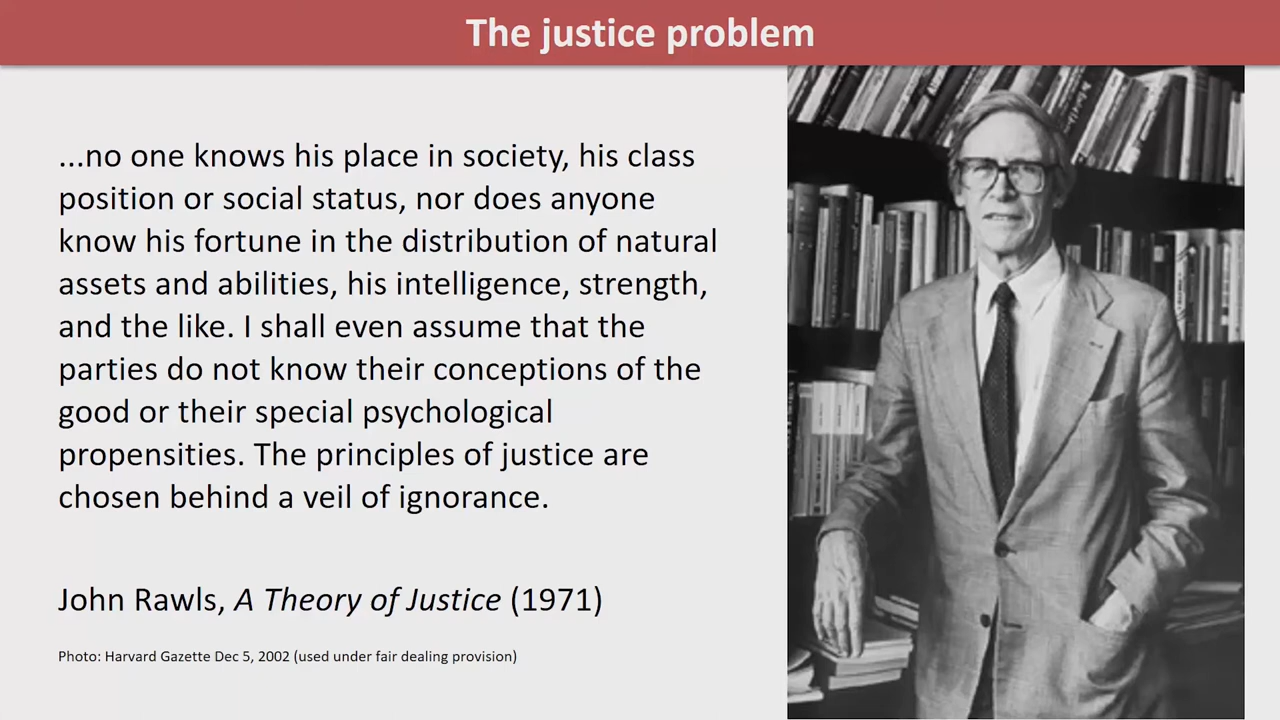 The justice problem
...no one knows his place in society, his class
position or social status, nor does anyone
know his fortune in the distribution of natural
assets and abilities, his intelligence, strength,
and the like. I shall even assume that the
parties do not know their conceptions of the
good or their special psychological
propensities. The principles of justice are
chosen behind a veil of ignorance.
John Rawls, A Theory of Justice (1971)
Photo: Harvard Gazette Dec 5, 2002 (used under fair dealing provision)